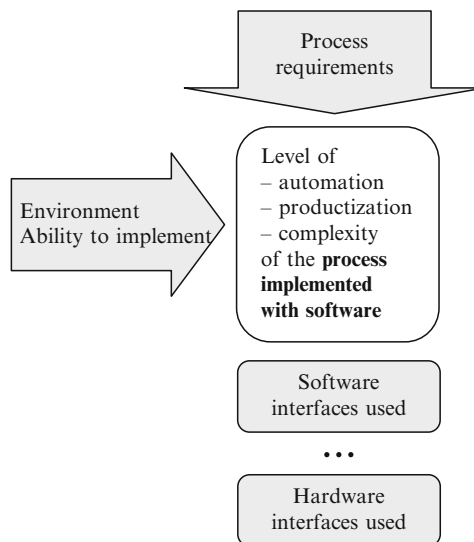 Process
requirements
Level of
– automation
– productization
– complexity
of the process
implemented
with software
Environment
Ability to implement
Software
interfaces used
...
Hardware
interfaces used